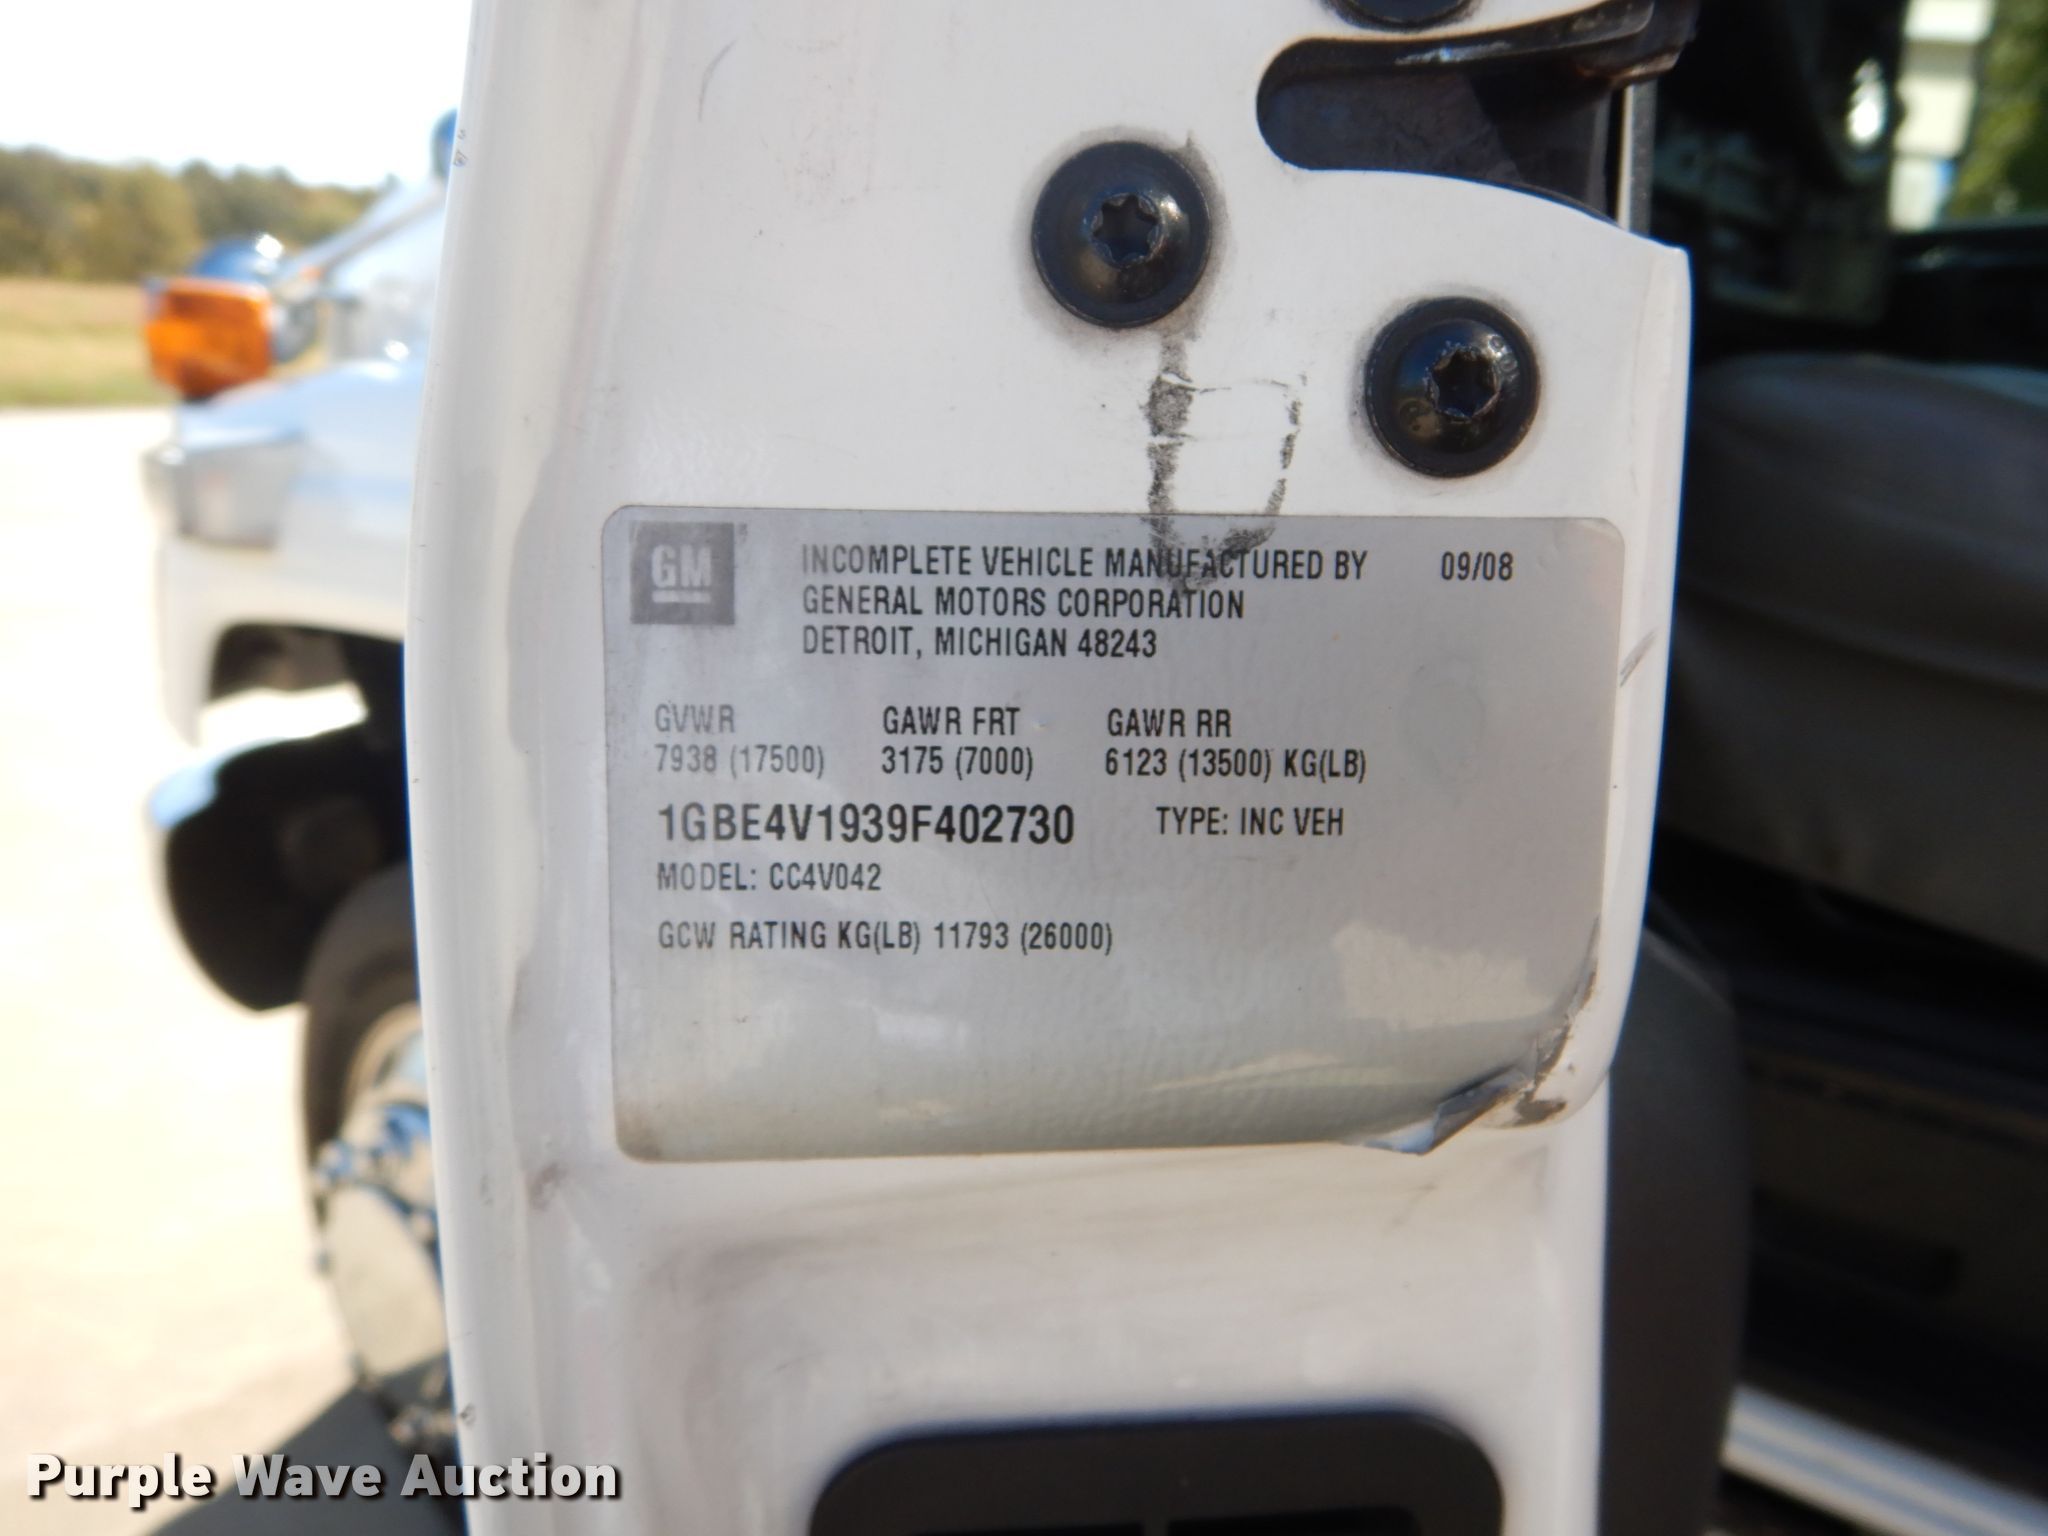 GM
INCOMPLETE VEHICLE MANUFACTURED BY 09/08
GENERAL MOTORS CORPORATION
DETROIT, MICHIGAN 48243
GVWR GAWR FRT GAWR RR
7938 (17500) 3175 (7000) 6123 (13500) KG(LB)
1GBE4V1939F402730 TYPE: INC VEH
MODEL: CC4V042
GCW RATING KG(LB) 11793 (26000)
Purple Wave Auction